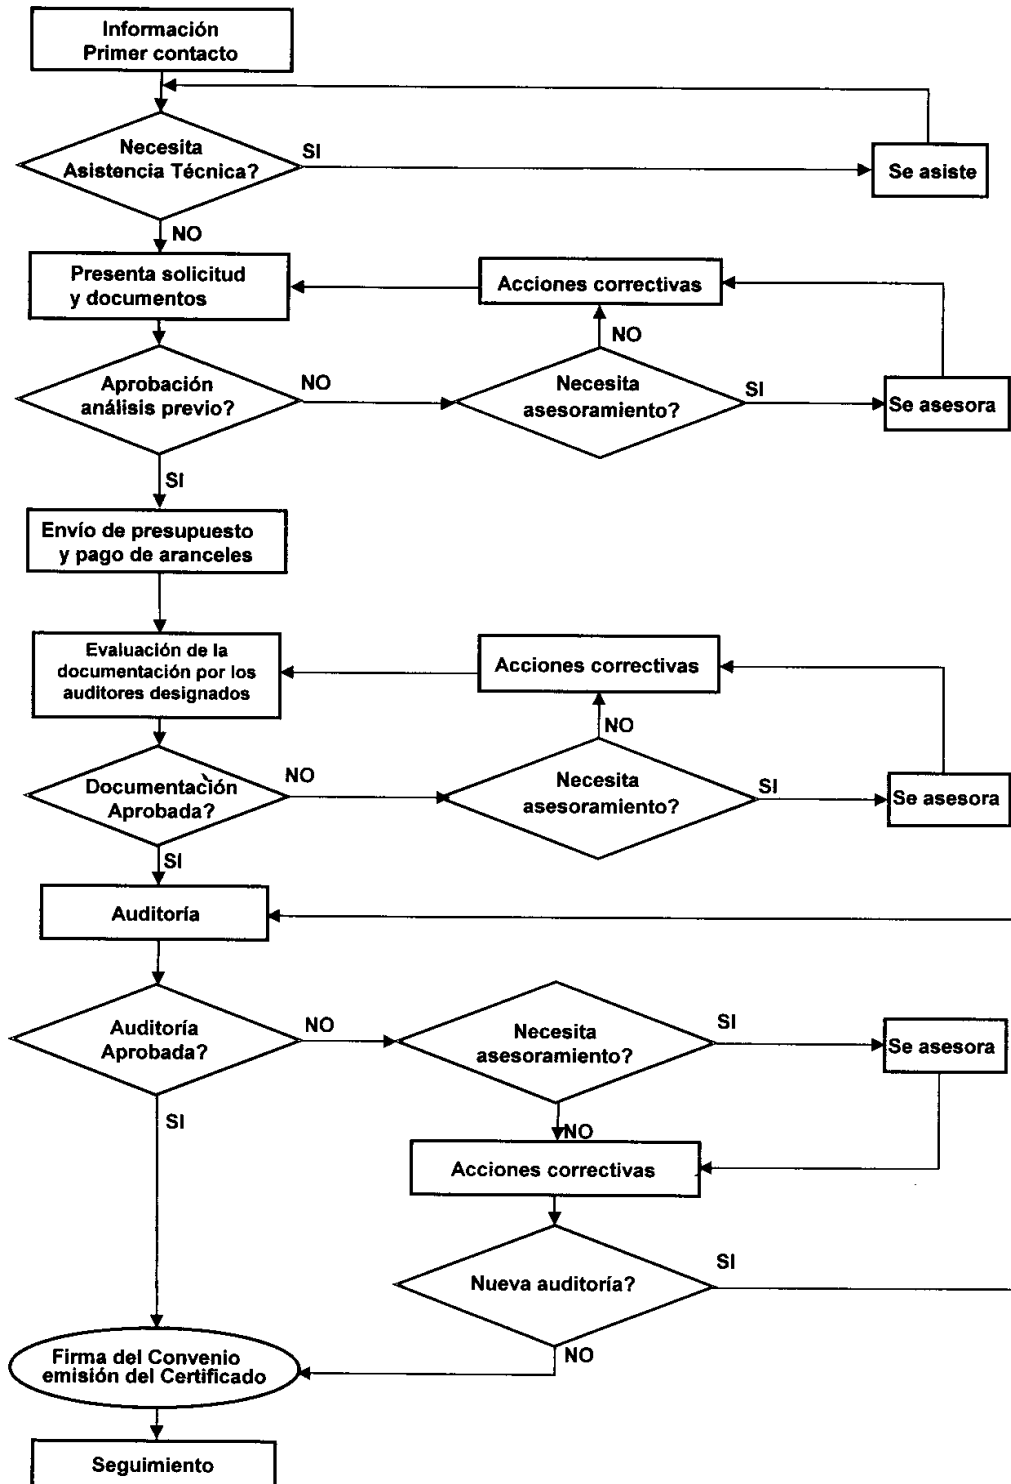 Información
Primer contacto
Necesita
Asistencia Técnica?
SI
Se asiste
NO
Presenta solicitud
y documentos
Acciones correctivas
NO
Aprobación
análisis previo?
NO
Necesita
asesoramiento?
SI
Se asesora
SI
Envío de presupuesto
y pago de aranceles
Evaluación de la
documentación por los
auditores designados
Acciones correctivas
NO
Documentación
Aprobada?
NO
Necesita
asesoramiento?
SI
Se asesora
SI
Auditoría
Auditoría
Aprobada?
NO
Necesita
asesoramiento?
SI
Se asesora
SI
NO
Acciones correctivas
Nueva auditoría?
SI
NO
Firma del Convenio
emisión del Certificado
Seguimiento